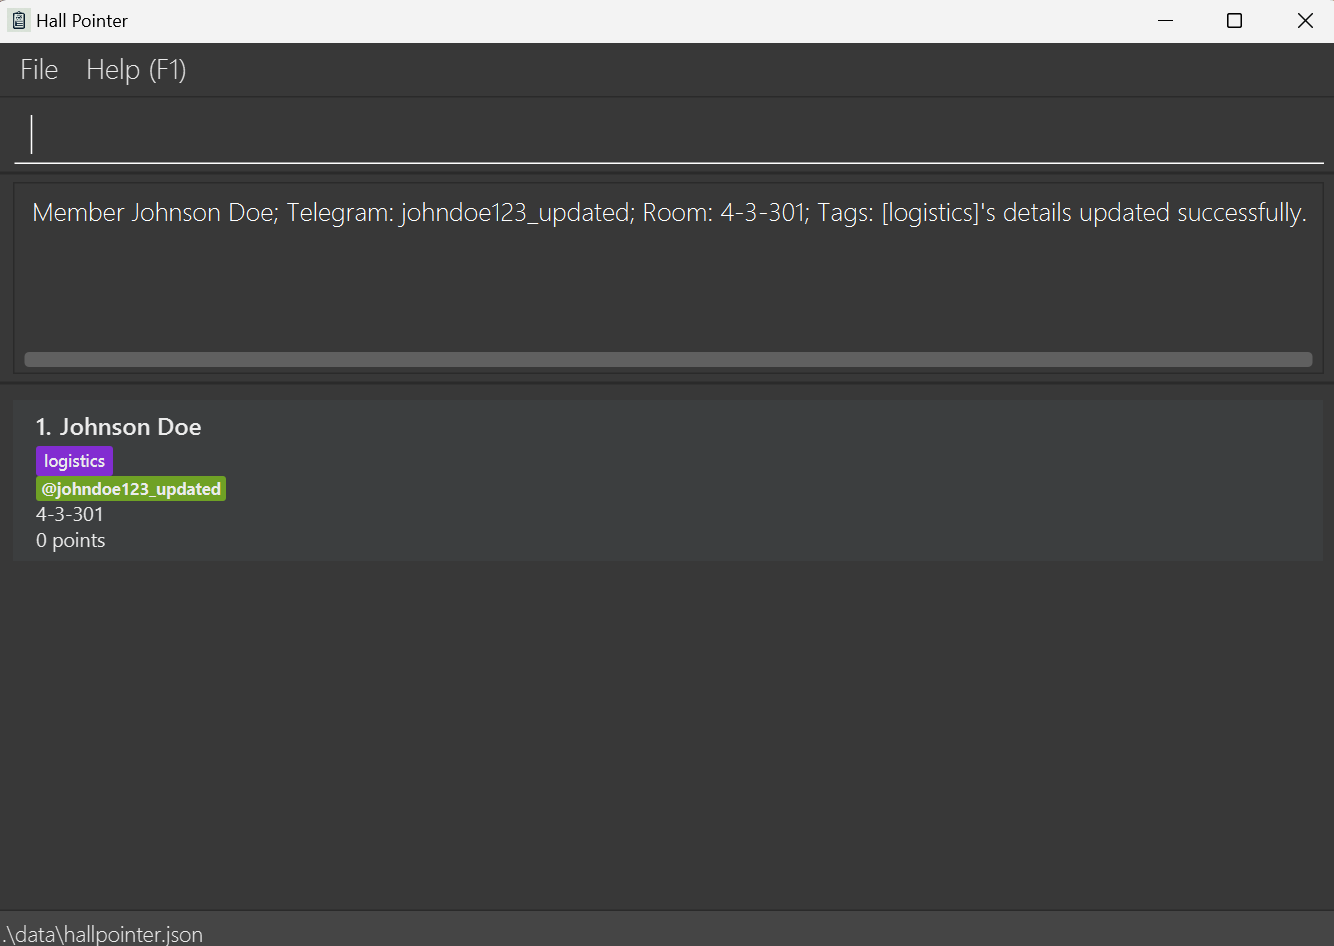 Hall Pointer
File Help (F1)
Member Johnson Doe; Telegram: johndoe123_updated; Room: 4-3-301; Tags: [logistics]'s details updated successfully.
1. Johnson Doe
logistics
@johndoe123_updated
4-3-301
0 points
.\data\hallpointer.json